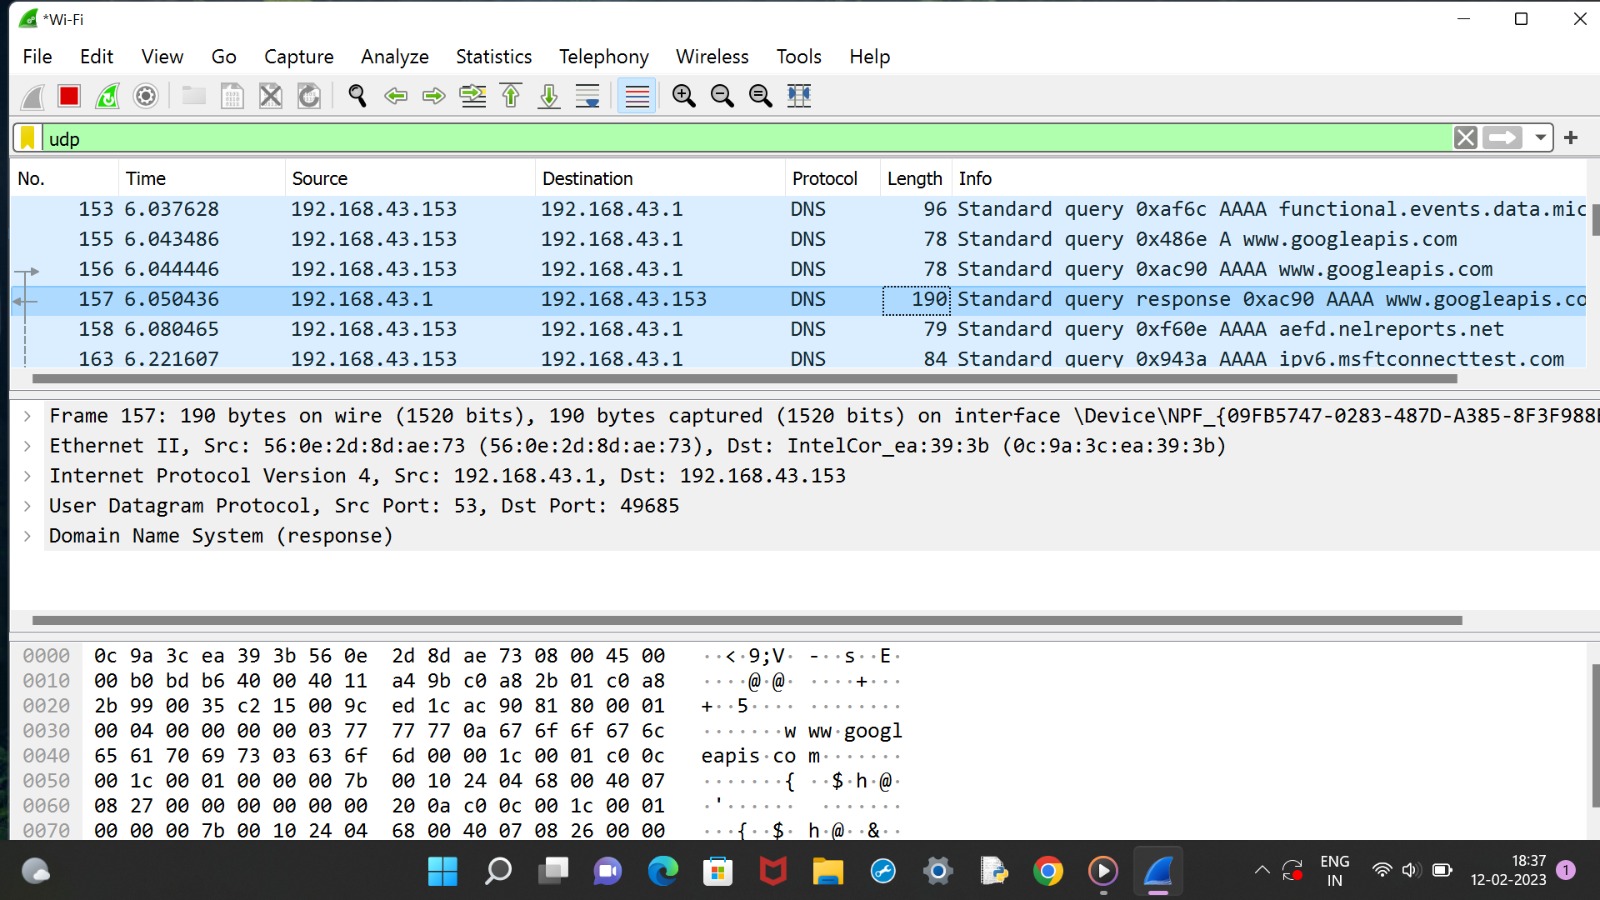 *Wi-Fi
File Edit View Go Capture Analyze Statistics Telephony Wireless Tools Help
udp
No. Time Source Destination Protocol Length Info
153 6.037628 192.168.43.153 192.168.43.1 DNS 96 Standard query 0xaf6c AAAA functional.events.data.mic
155 6.043486 192.168.43.153 192.168.43.1 DNS 78 Standard query 0x486e A www.googleapis.com
156 6.044446 192.168.43.153 192.168.43.1 DNS 78 Standard query 0xac90 AAAA www.googleapis.com
157 6.050436 192.168.43.1 192.168.43.153 DNS 190 Standard query response 0xac90 AAAA www.googleapis.co
158 6.080465 192.168.43.153 192.168.43.1 DNS 79 Standard query 0xf60e AAAA aefd.nelreports.net
163 6.221607 192.168.43.153 192.168.43.1 DNS 84 Standard query 0x943a AAAA ipv6.msftconnecttest.com
Frame 157: 190 bytes on wire (1520 bits), 190 bytes captured (1520 bits) on interface \Device\NPF_{09FB5747-0283-487D-A385-8F3F988E
Ethernet II, Src: 56:0e:2d:8d:ae:73 (56:0e:2d:8d:ae:73), Dst: IntelCor_ea:39:3b (0c:9a:3c:ea:39:3b)
Internet Protocol Version 4, Src: 192.168.43.1, Dst: 192.168.43.153
User Datagram Protocol, Src Port: 53, Dst Port: 49685
Domain Name System (response)
0000 0c 9a 3c ea 39 3b 56 0e 2d 8d ae 73 08 00 45 00 ··<·9;V· -··s··E·
0010 00 b0 bd b6 40 00 40 11 a4 9b c0 a8 2b 01 c0 a8 ····@·@· ····+···
0020 2b 99 00 35 c2 15 00 9c ed 1c ac 90 81 80 00 01 +··5···· ········
0030 00 04 00 00 00 00 03 77 77 77 0a 67 6f 6f 67 6c ·······w ww·googl
0040 65 61 70 69 73 03 63 6f 6d 00 00 1c 00 01 c0 0c eapis·co m·······
0050 00 1c 00 01 00 00 00 7b 00 10 24 04 68 00 40 07 ·······{ ··$·h·@·
0060 08 27 00 00 00 00 00 00 20 0a c0 0c 00 1c 00 01 ·'······ ·······
0070 00 00 00 7b 00 10 24 04 68 00 40 07 08 26 00 00 ···{··$· h·@··&··
ENG
IN
18:37
12-02-2023
1